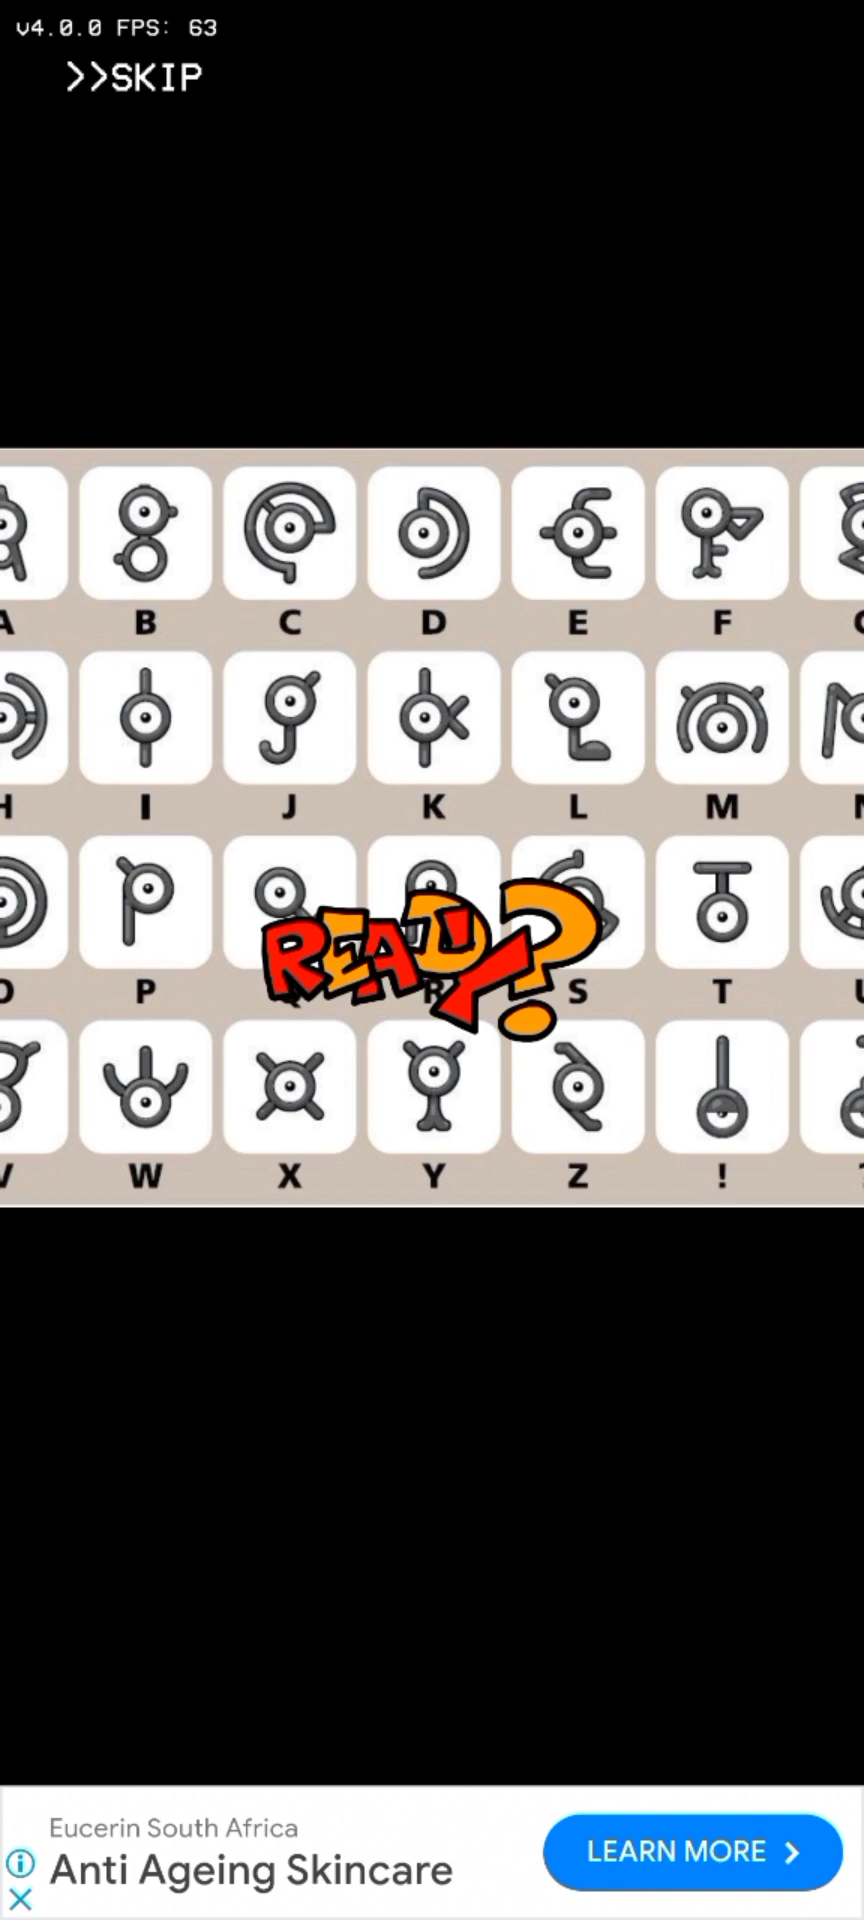 v4.0.0 FPS: 63
>>SKIP
A B C D E F
H I J K L M N
O P R S T U
V W X Y Z !
READY?
Eucerin South Africa
Anti Ageing Skincare
LEARN MORE